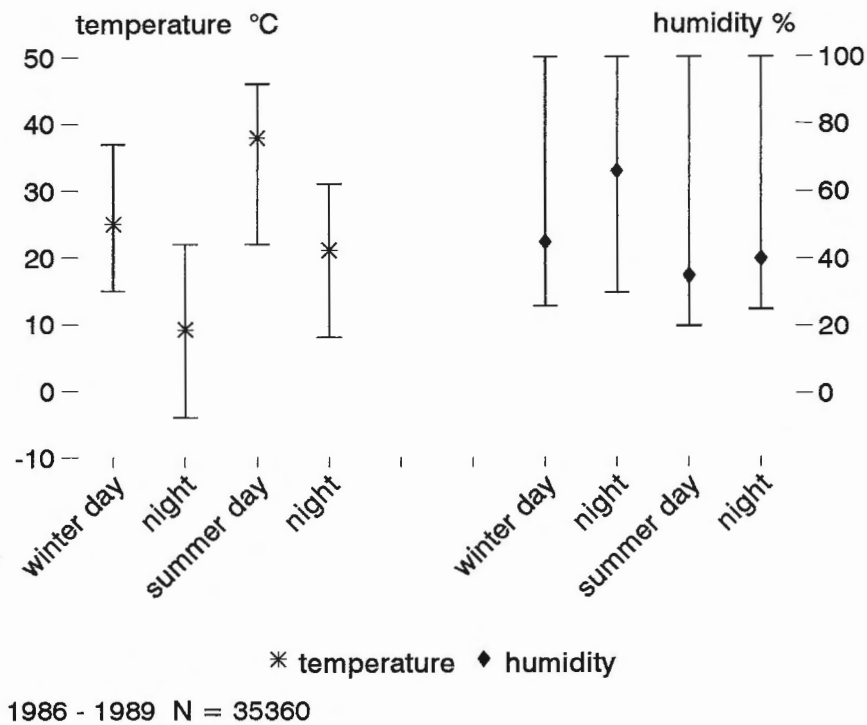 temperature °C
humidity %
50
40
30
20
10
0
-10
100
80
60
40
20
0
winter day
night
summer day
night
winter day
night
summer day
night
temperature
humidity
1986 - 1989 N = 35360